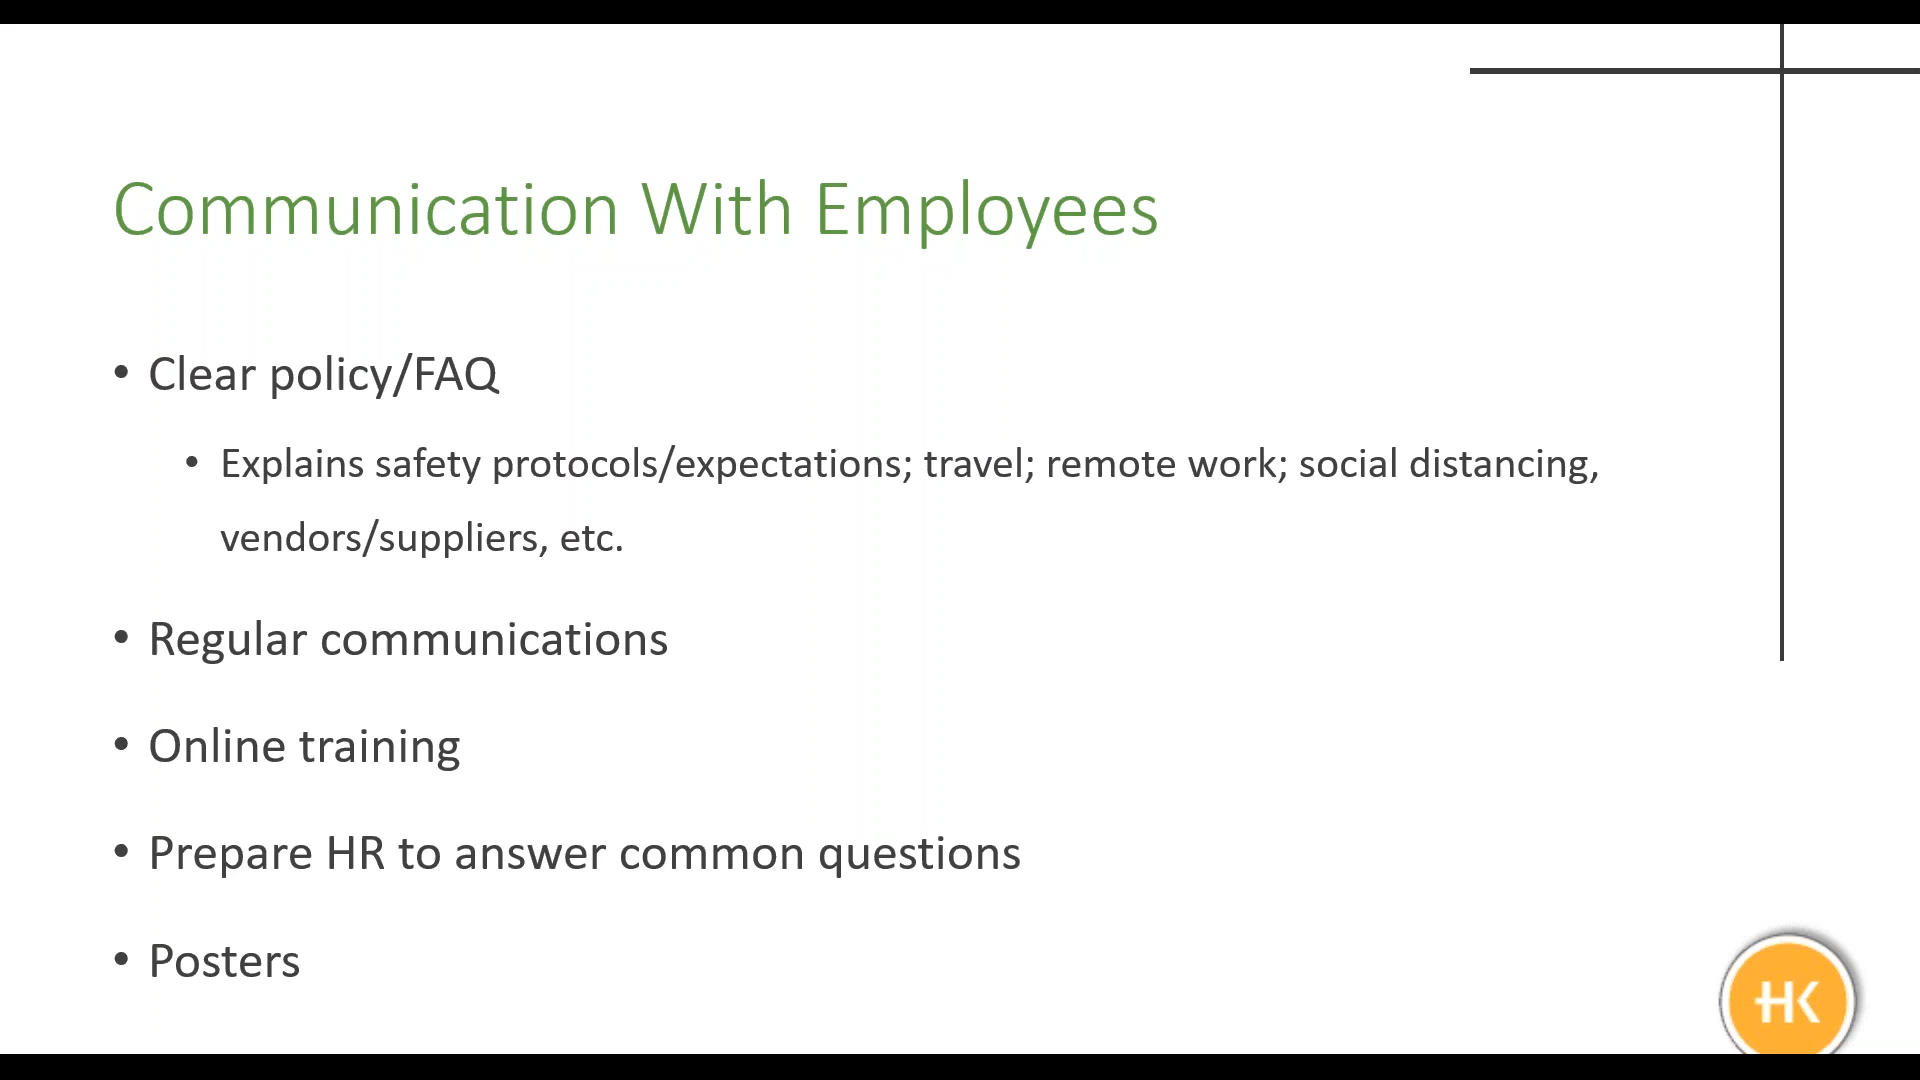 Communication With Employees
• Clear policy/FAQ
• Explains safety protocols/expectations; travel; remote work; social distancing,
vendors/suppliers, etc.
• Regular communications
• Online training
• Prepare HR to answer common questions
• Posters
HK